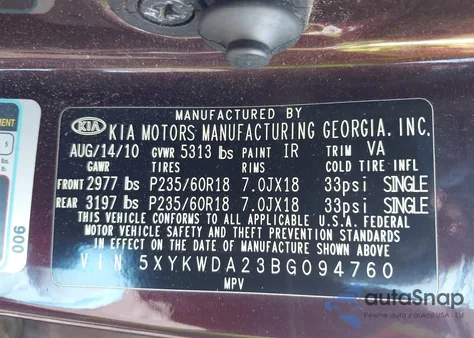 MANUFACTURED BY
KIA KIA MOTORS MANUFACTURING GEORGIA. INC.
AUG/14/10 GVWR 5313 lbs PAINT IR TRIM VA
GAWR TIRES RIMS COLD TIRE INFL
FRONT 2977 lbs P235/60R18 7.0JX18 33psi SINGLE
REAR 3197 lbs P235/60R18 7.0JX18 33psi SINGLE
THIS VEHICLE CONFORMS TO ALL APPLICABLE U.S.A. FEDERAL
MOTOR VEHICLE SAFETY AND THEFT PREVENTION STANDARDS
IN EFFECT ON THE DATE OF MANUFACTURE SHOWN ABOVE
VIN 5XYKWDA23BG094760
MPV
006
5
lbs.
autoSnap